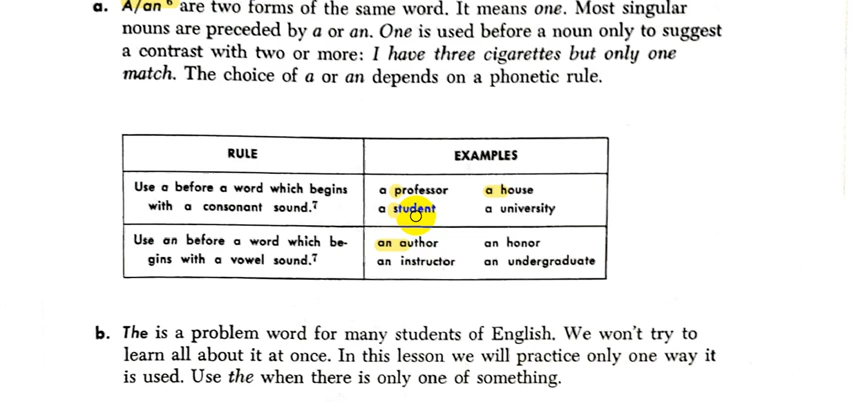 a. A/an 6 are two forms of the same word. It means one. Most singular
nouns are preceded by a or an. One is used before a noun only to suggest
a contrast with two or more: I have three cigarettes but only one
match. The choice of a or an depends on a phonetic rule.
RULE EXAMPLES
Use a before a word which begins
with a consonant sound.7
a professor a house
a student a university
Use an before a word which be-
gins with a vowel sound.7
an author an honor
an instructor an undergraduate
b. The is a problem word for many students of English. We won't try to
learn all about it at once. In this lesson we will practice only one way it
is used. Use the when there is only one of something.